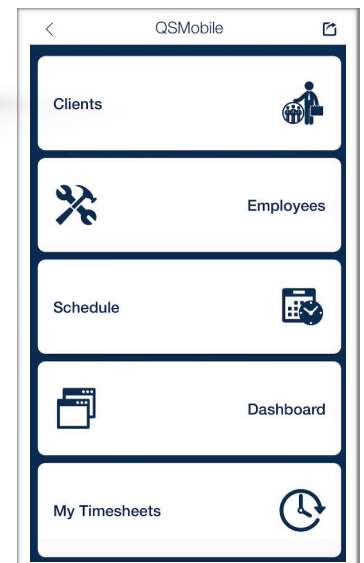 QSMobile
Clients
Employees
Schedule
Dashboard
My Timesheets